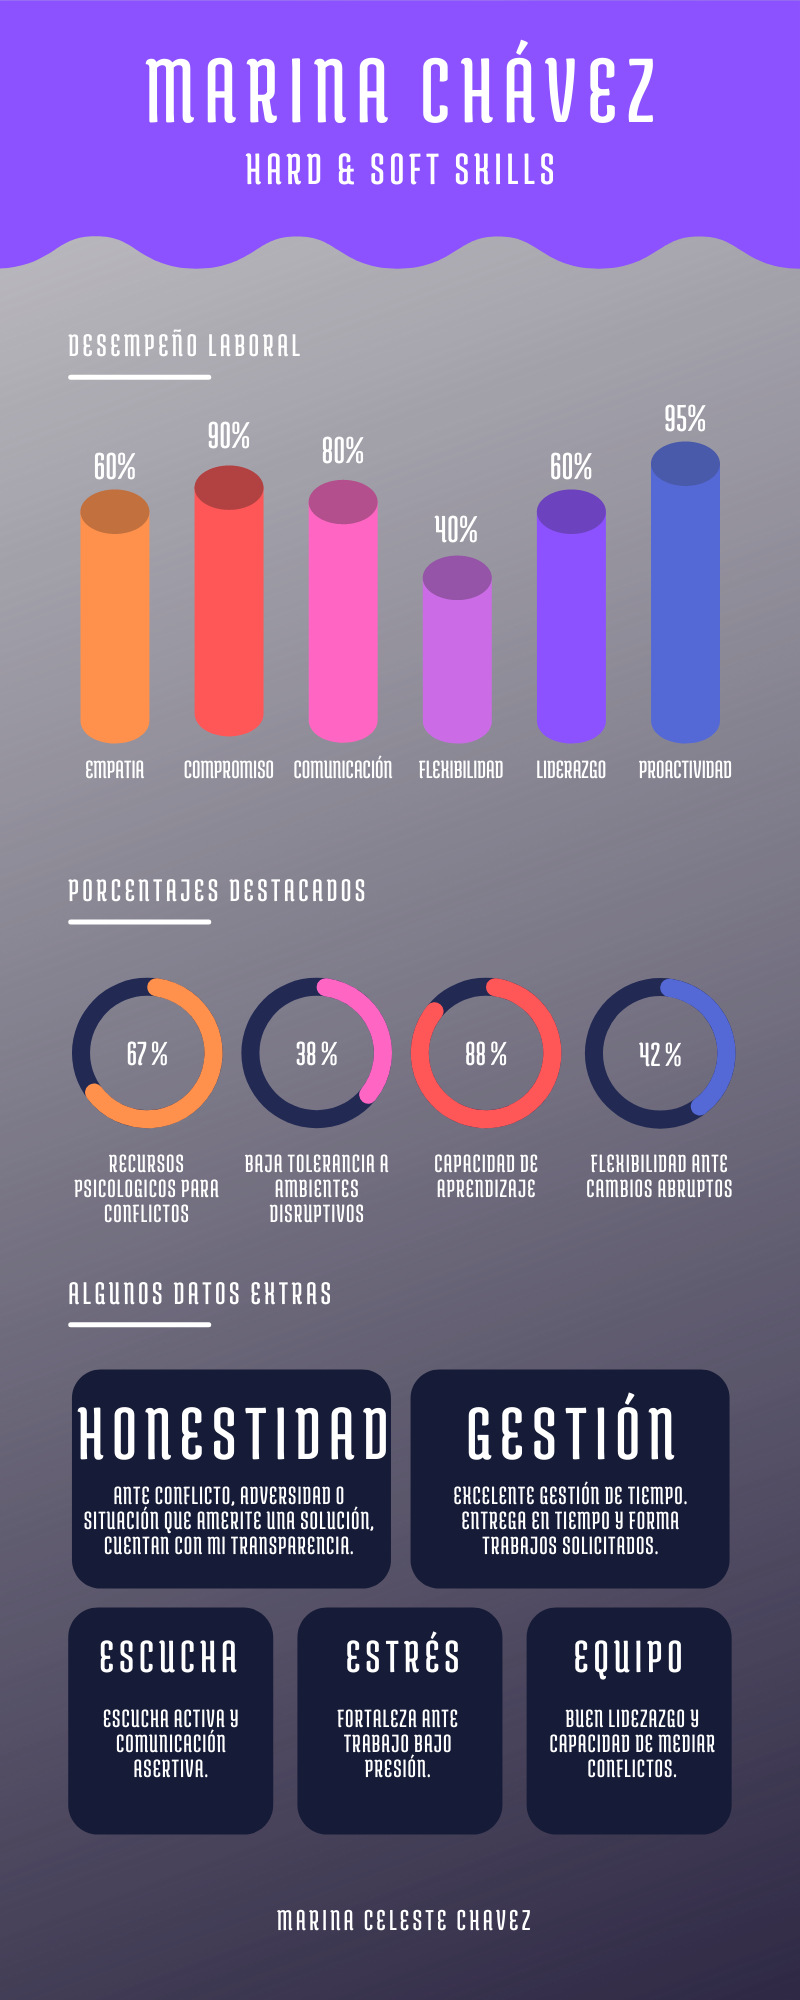 MARINA CHÁVEZ
HARD & SOFT SKILLS
DESEMPEÑO LABORAL
60%
90%
80%
40%
60%
95%
EMPATIA
COMPROMISO
COMUNICACIÓN
FLEXIBILIDAD
LIDERAZGO
PROACTIVIDAD
PORCENTAJES DESTACADOS
67 %
38 %
88 %
42 %
RECURSOS
PSICOLOGICOS PARA
CONFLICTOS
BAJA TOLERANCIA A
AMBIENTES
DISRUPTIVOS
CAPACIDAD DE
APRENDIZAJE
FLEXIBILIDAD ANTE
CAMBIOS ABRUPTOS
ALGUNOS DATOS EXTRAS
HONESTIDAD
ANTE CONFLICTO, ADVERSIDAD O
SITUACIÓN QUE AMERITE UNA SOLUCIÓN,
CUENTAN CON MI TRANSPARENCIA.
GESTIÓN
EXCELENTE GESTIÓN DE TIEMPO.
ENTREGA EN TIEMPO Y FORMA
TRABAJOS SOLICITADOS.
ESCUCHA
ESCUCHA ACTIVA Y
COMUNICACIÓN
ASERTIVA.
ESTRÉS
FORTALEZA ANTE
TRABAJO BAJO
PRESIÓN.
EQUIPO
BUEN LIDEZAZGO Y
CAPACIDAD DE MEDIAR
CONFLICTOS.
MARINA CELESTE CHAVEZ